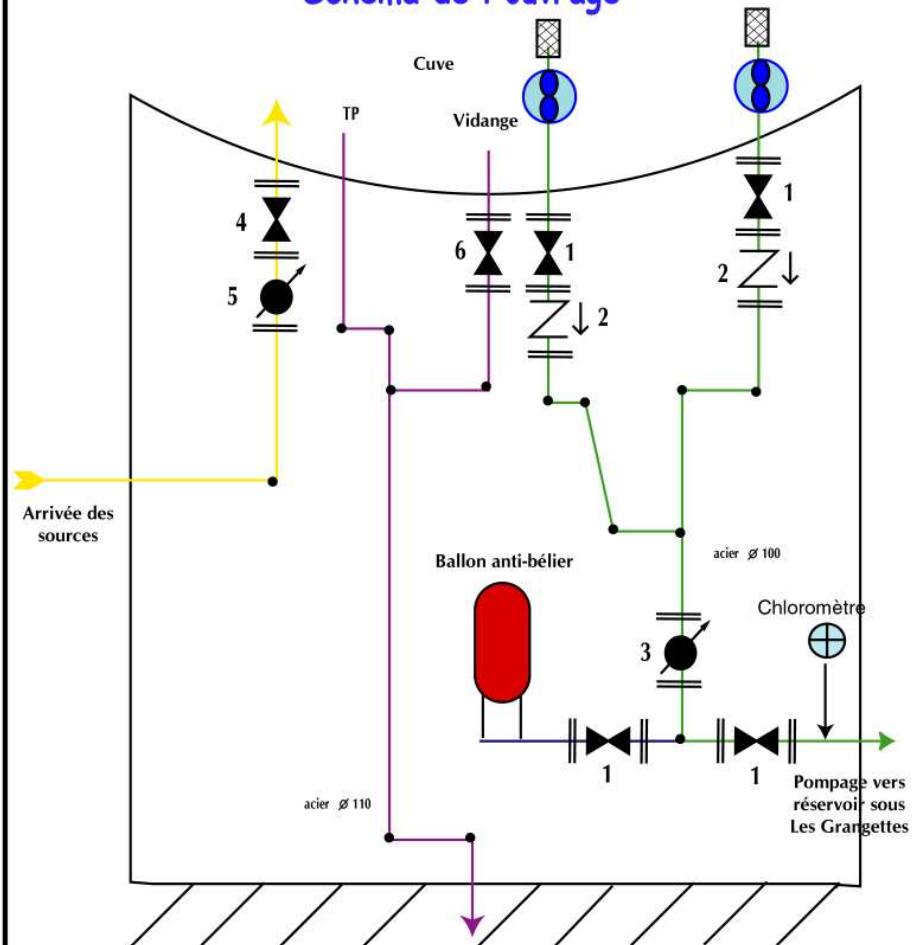 Cuve
TP
Vidange
4
5
6
1
2
1
2
Arrivée des
sources
acier ø 100
Ballon anti-bélier
Chloromètre
3
1
1
Pompage vers
réservoir sous
Les Grangettes
acier ø 110